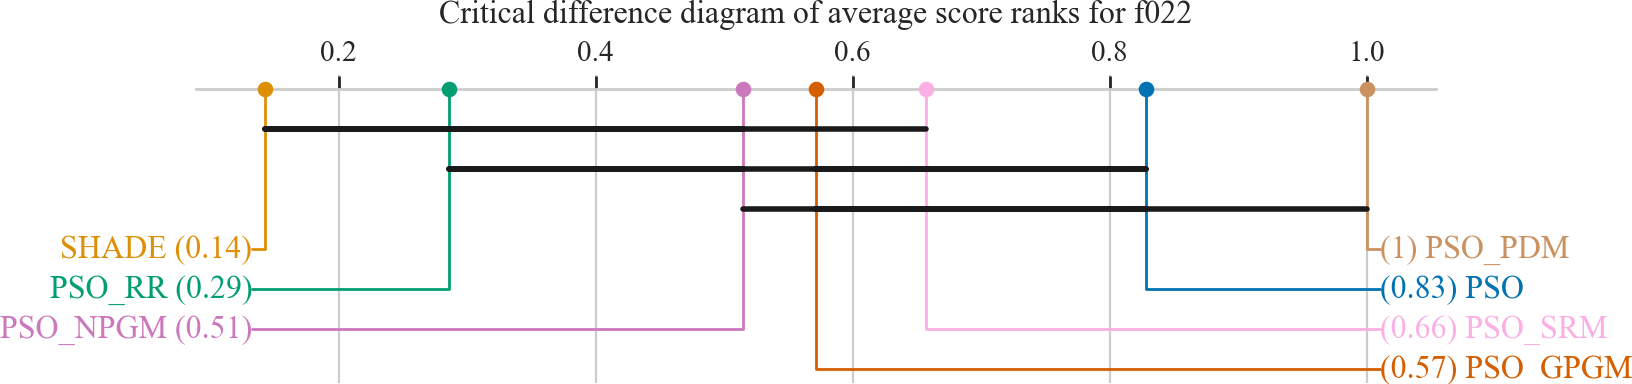 Critical difference diagram of average score ranks for f022
0.2 0.4 0.6 0.8 1.0
SHADE (0.14)
PSO_RR (0.29)
PSO_NPGM (0.51)
(1) PSO_PDM
(0.83) PSO
(0.66) PSO_SRM
(0.57) PSO_GPGM